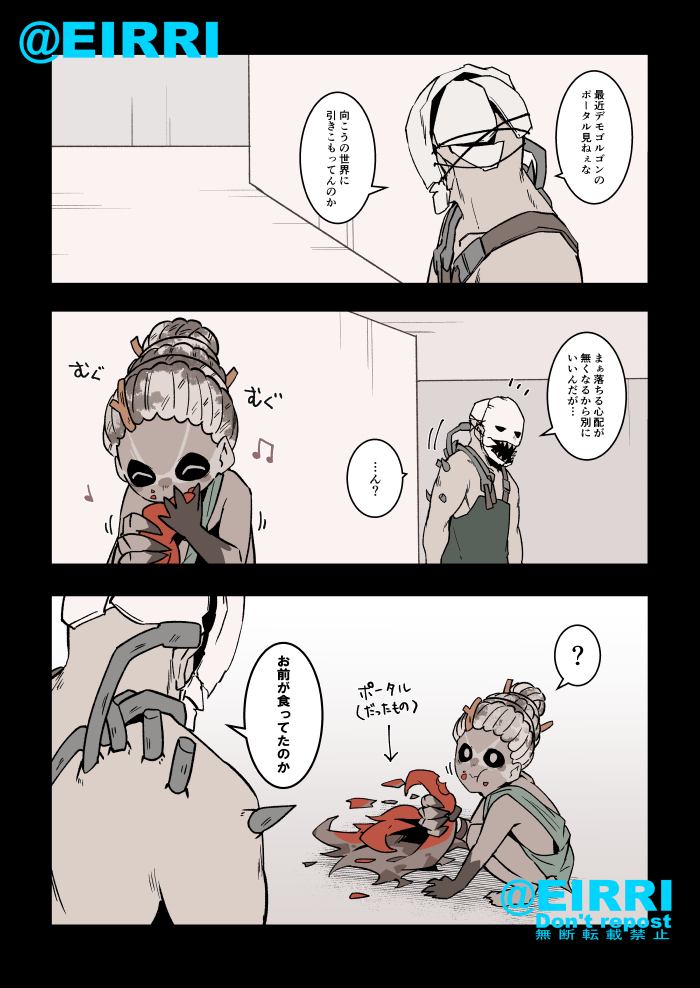 @EIRRI
最近デモゴルゴンの
ポータル見ねぇな
向こうの世界に
引きこもってんのか
まぁ落ちる心配が
無くなるから別に
いいんだが…
…ん?
むぐ
むぐ
お前が食ってたのか
ポータル
(だったもの)
?
@EIRRI
Don't repost
無断転載禁止